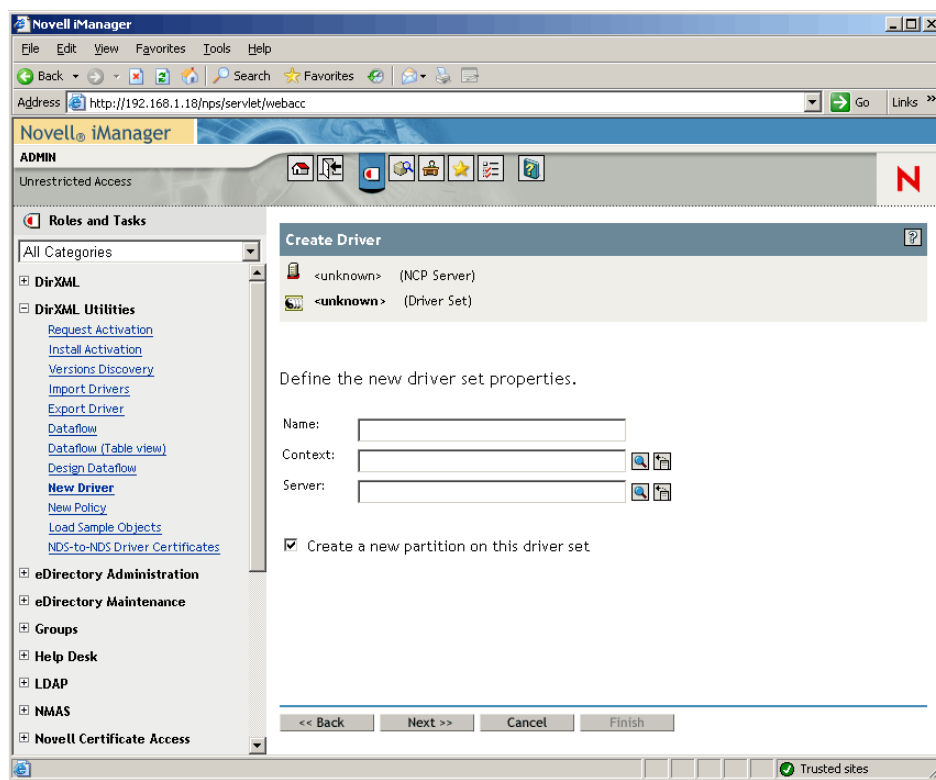 Novell iManager
File Edit View Favorites Tools Help
Back Search Favorites
Address http://192.168.1.18/nps/servlet/webacc Go Links »
Novell® iManager
ADMIN
Unrestricted Access
N
Roles and Tasks
All Categories
DirXML
DirXML Utilities
Request Activation
Install Activation
Versions Discovery
Import Drivers
Export Driver
Dataflow
Dataflow (Table view)
Design Dataflow
New Driver
New Policy
Load Sample Objects
NDS-to-NDS Driver Certificates
eDirectory Administration
eDirectory Maintenance
Groups
Help Desk
LDAP
NMAS
Novell Certificate Access
Create Driver ?
<unknown> (NCP Server)
<unknown> (Driver Set)
Define the new driver set properties.
Name:
Context:
Server:
Create a new partition on this driver set
<< Back Next >> Cancel Finish
Trusted sites